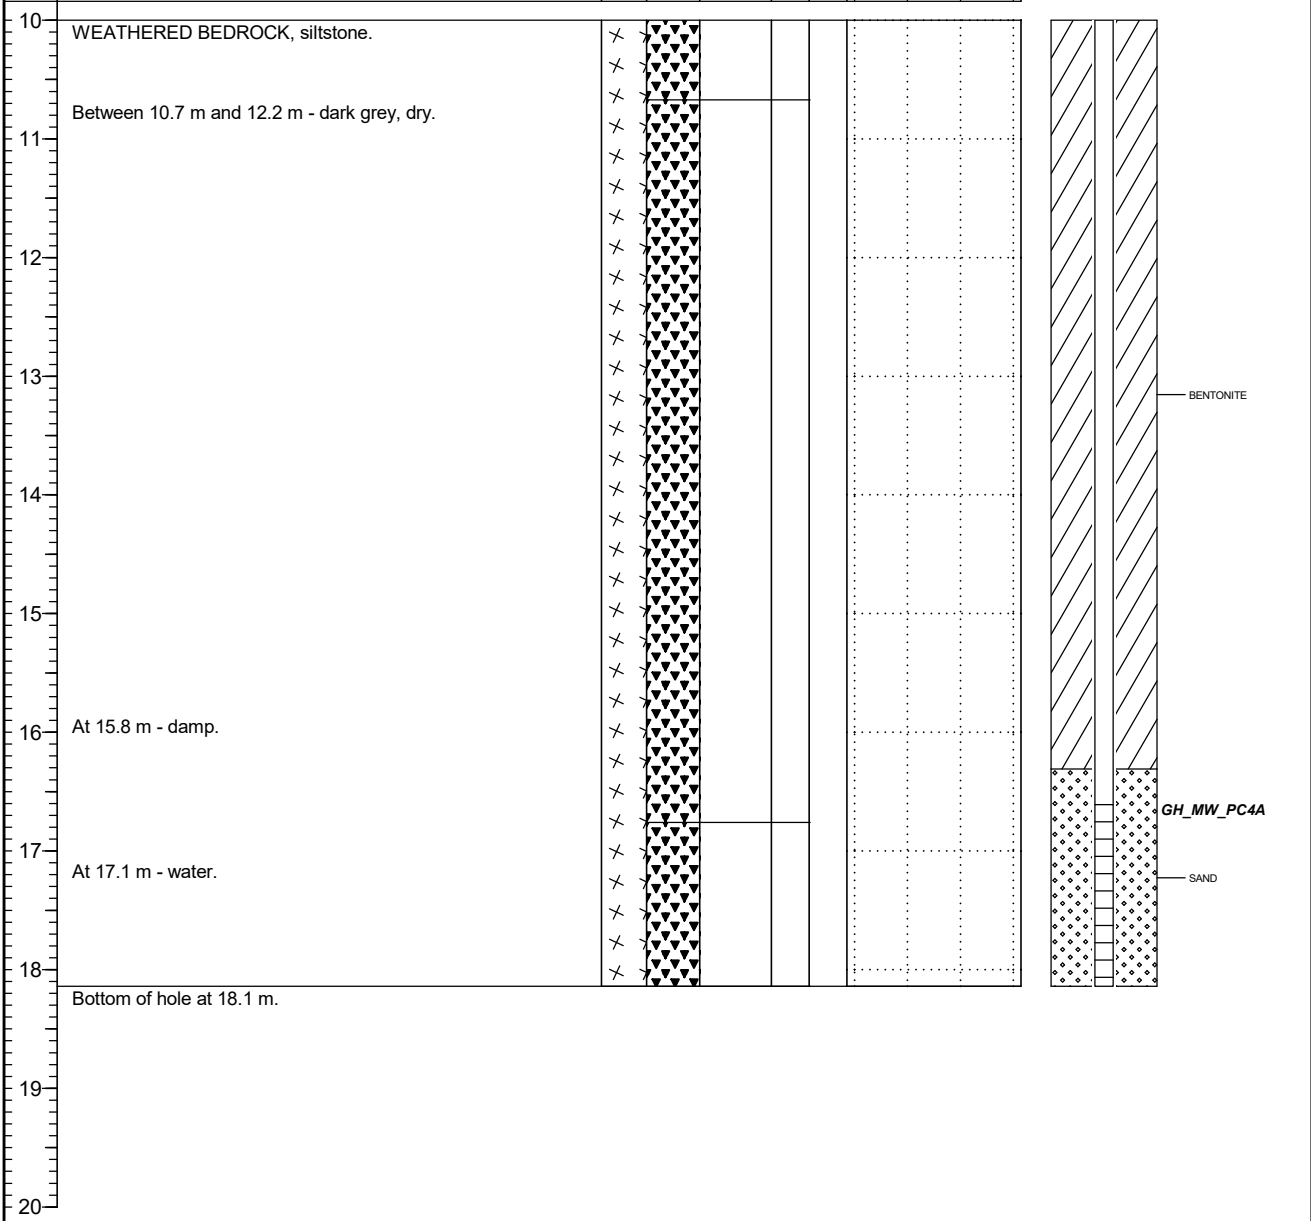 10
WEATHERED BEDROCK, siltstone.
Between 10.7 m and 12.2 m - dark grey, dry.
11
12
13
BENTONITE
14
15
At 15.8 m - damp.
16
GH_MW_PC4A
17
At 17.1 m - water.
SAND
18
Bottom of hole at 18.1 m.
19
20